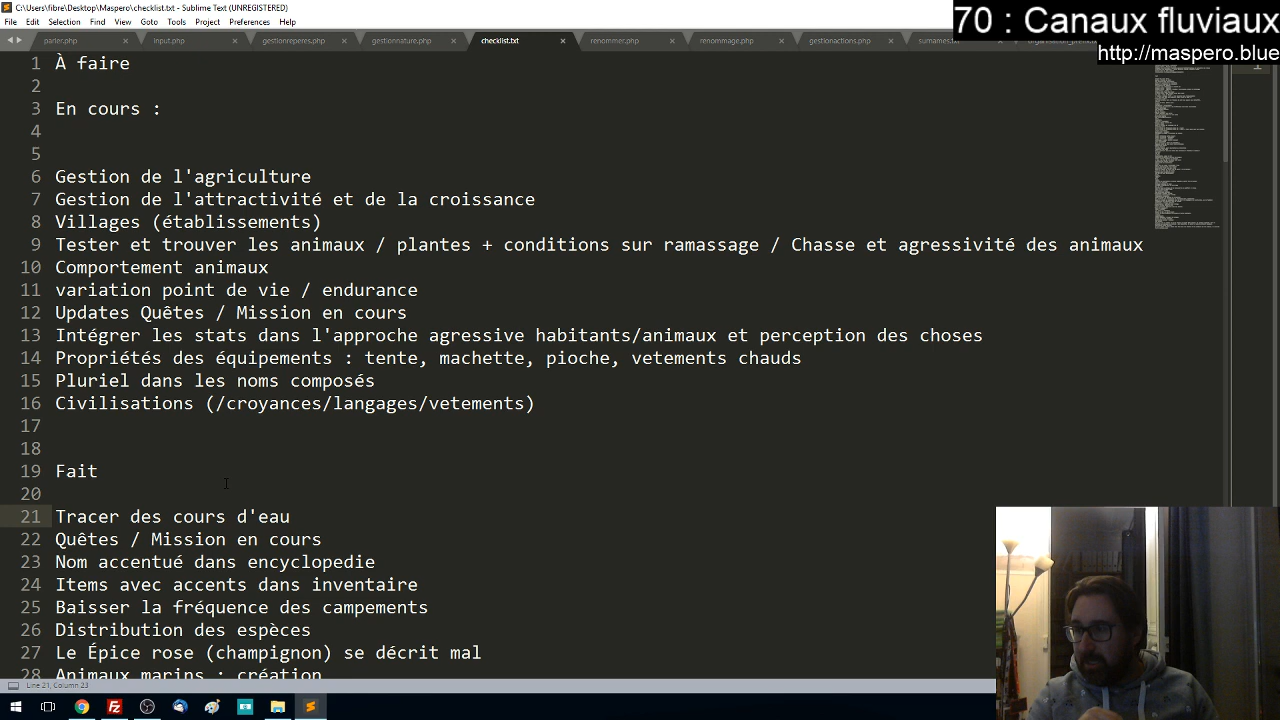 C:\Users\fibre\Desktop\Maspero\checklist.txt - Sublime Text (UNREGISTERED)
70 : Canaux fluviaux
http://maspero.blue
File Edit Selection Find View Goto Tools Project Preferences Help
parler.php input.php gestionreperes.php gestionnature.php checklist.txt renommer.php renommage.php gestionactions.php
1 À faire
2
3 En cours :
4
5
6 Gestion de l'agriculture
7 Gestion de l'attractivité et de la croissance
8 Villages (établissements)
9 Tester et trouver les animaux / plantes + conditions sur ramassage / Chasse et agressivité des animaux
10 Comportement animaux
11 variation point de vie / endurance
12 Updates Quêtes / Mission en cours
13 Intégrer les stats dans l'approche agressive habitants/animaux et perception des choses
14 Propriétés des équipements : tente, machette, pioche, vetements chauds
15 Pluriel dans les noms composés
16 Civilisations (/croyances/langages/vetements)
17
18
19 Fait
20
21 Tracer des cours d'eau
22 Quêtes / Mission en cours
23 Nom accentué dans encyclopedie
24 Items avec accents dans inventaire
25 Baisser la fréquence des campements
26 Distribution des espèces
27 Le Épice rose (champignon) se décrit mal
28 Animaux marins : création
Line 21, Column 23